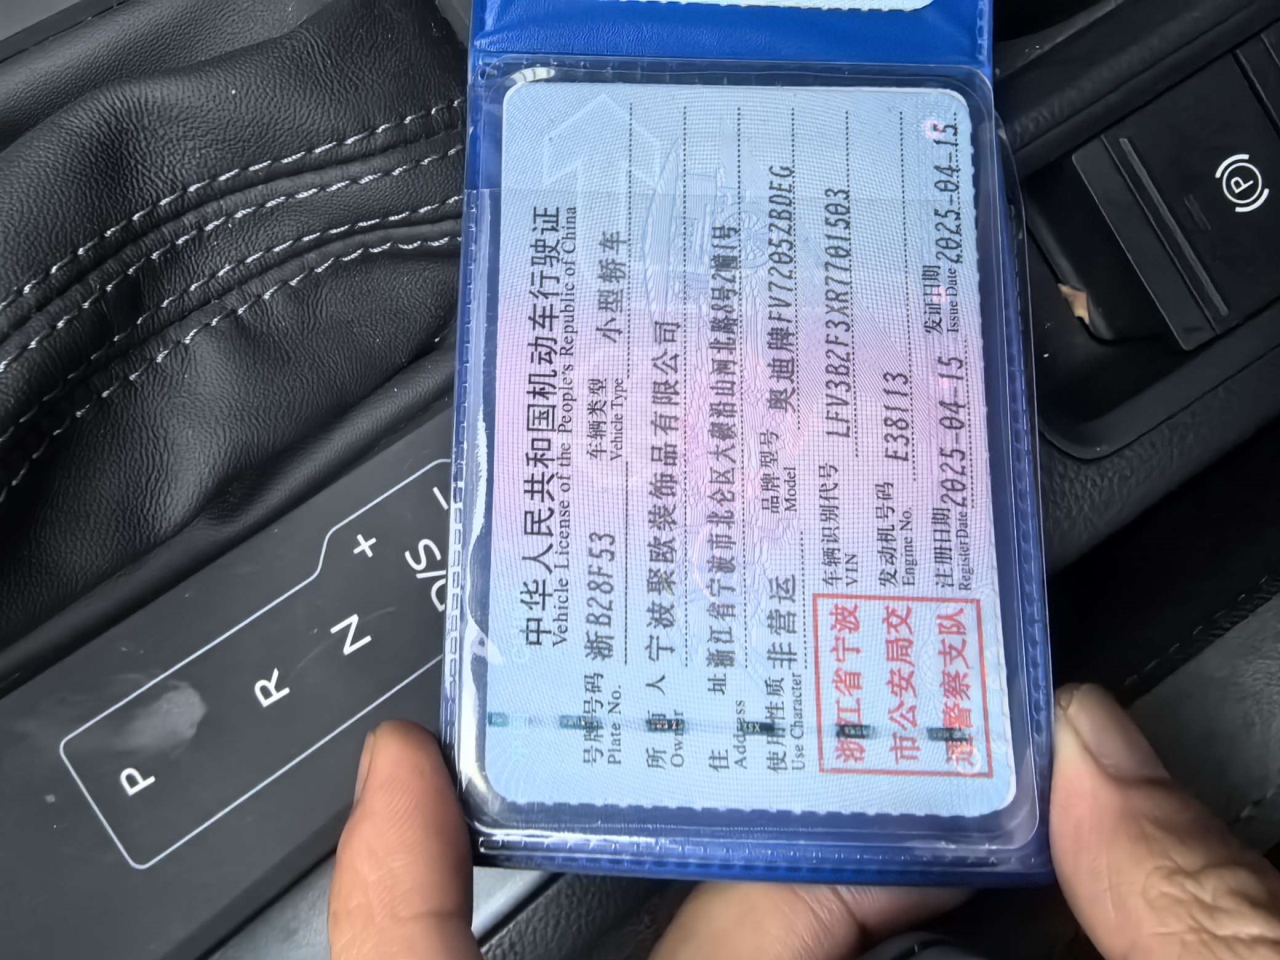 中华人民共和国机动车行驶证
Vehicle License of the People's Republic of China
号牌号码 浙B28F53 车辆类型 小型轿车
Plate No. Vehicle Type
所有人 宁波聚欧装饰品有限公司
Owner
住址 浙江省宁波市北仑区大碶沿山河北路8号2幢1号
Address
使用性质 非营运 品牌型号 奥迪牌FV72052BDEG
Use Character Model
浙江省宁波
市公安局交
通警察支队
车辆识别代号 LFV3B2F3XR7701503
VIN
发动机号码 E38113
Engine No.
注册日期 2025-04-15 发证日期 2025-04-15
Register Date Issue Date
P
R
N
+
D/S
P